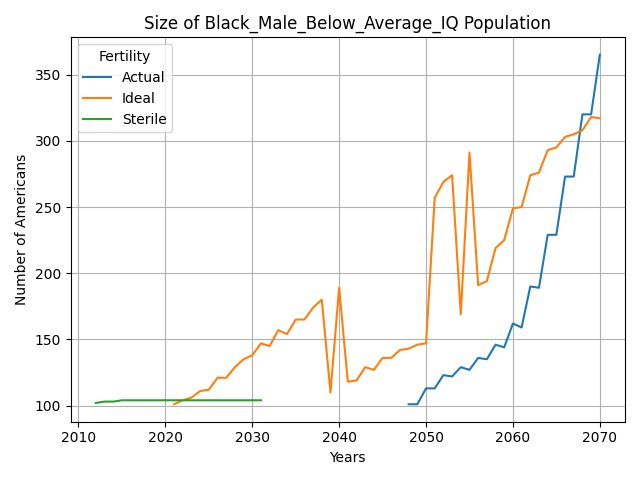 Size of Black_Male_Below_Average_IQ Population
Fertility
Actual
Ideal
Sterile
Number of Americans
350
300
250
200
150
100
2010 2020 2030 2040 2050 2060 2070
Years